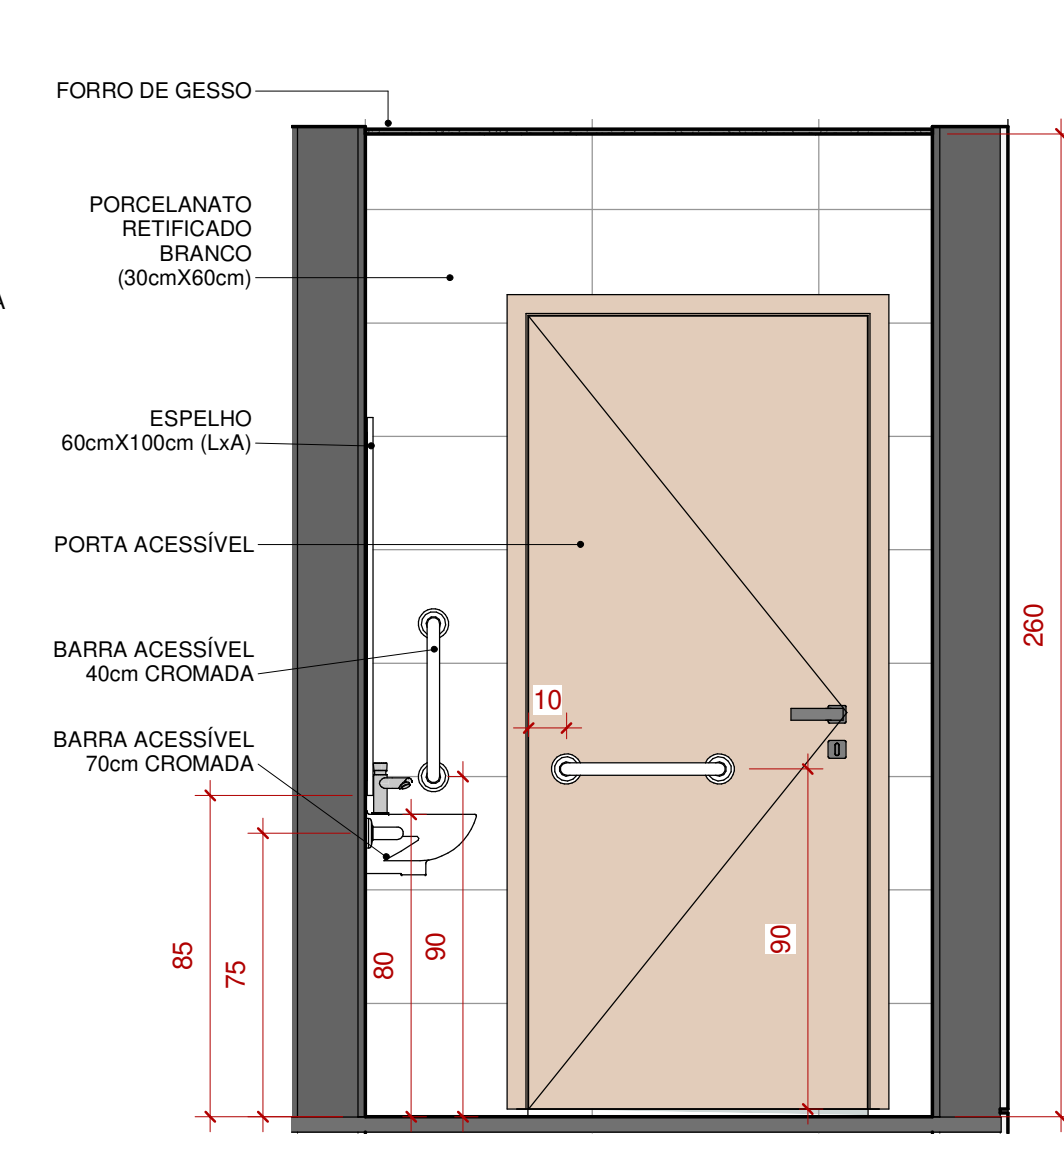 FORRO DE GESSO
PORCELANATO
RETIFICADO
BRANCO
(30cmX60cm)
A
ESPELHO
60cmX100cm (LxA)
PORTA ACESSÍVEL
BARRA ACESSÍVEL
40cm CROMADA
BARRA ACESSÍVEL
70cm CROMADA
10
260
85
75
80
90
90